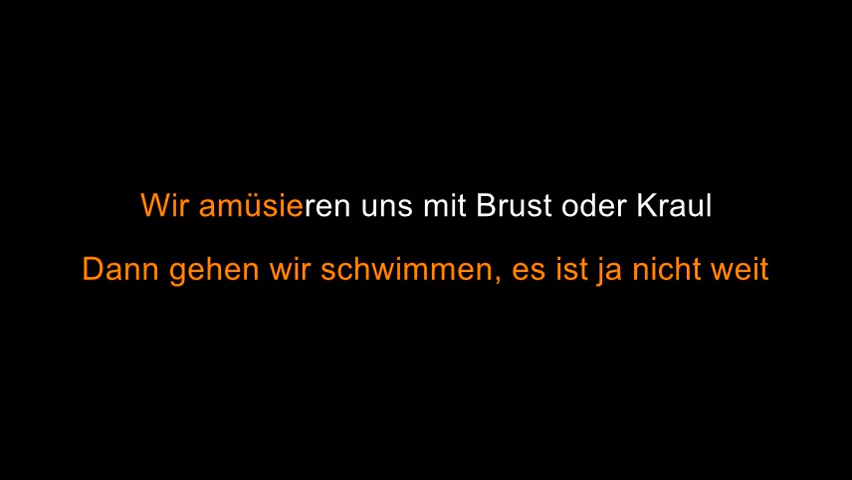 Wir amüsieren uns mit Brust oder Kraul
Dann gehen wir schwimmen, es ist ja nicht weit